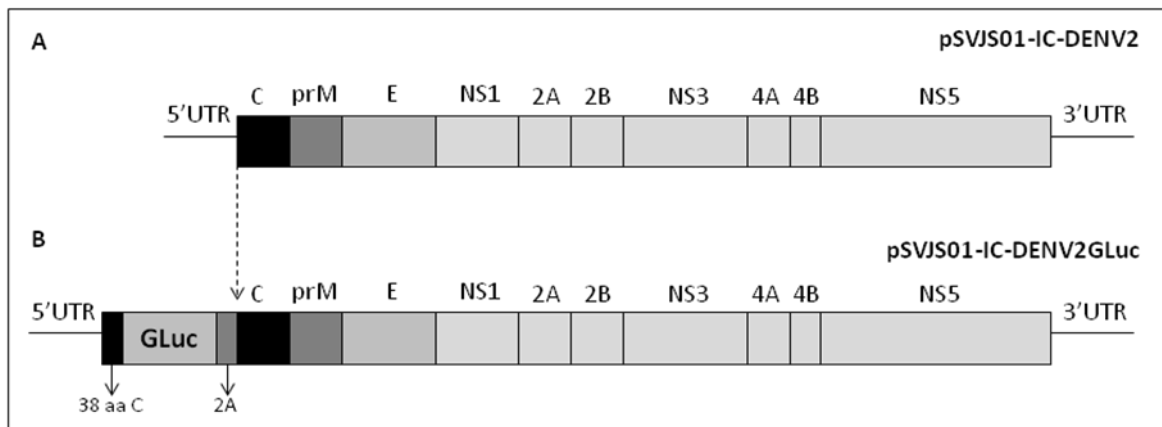 A
pSVJS01-IC-DENV2
5'UTR C prM E NS1 2A 2B NS3 4A 4B NS5 3'UTR
B
pSVJS01-IC-DENV2GLuc
5'UTR C prM E NS1 2A 2B NS3 4A 4B NS5 3'UTR
GLuc
38 aa C 2A